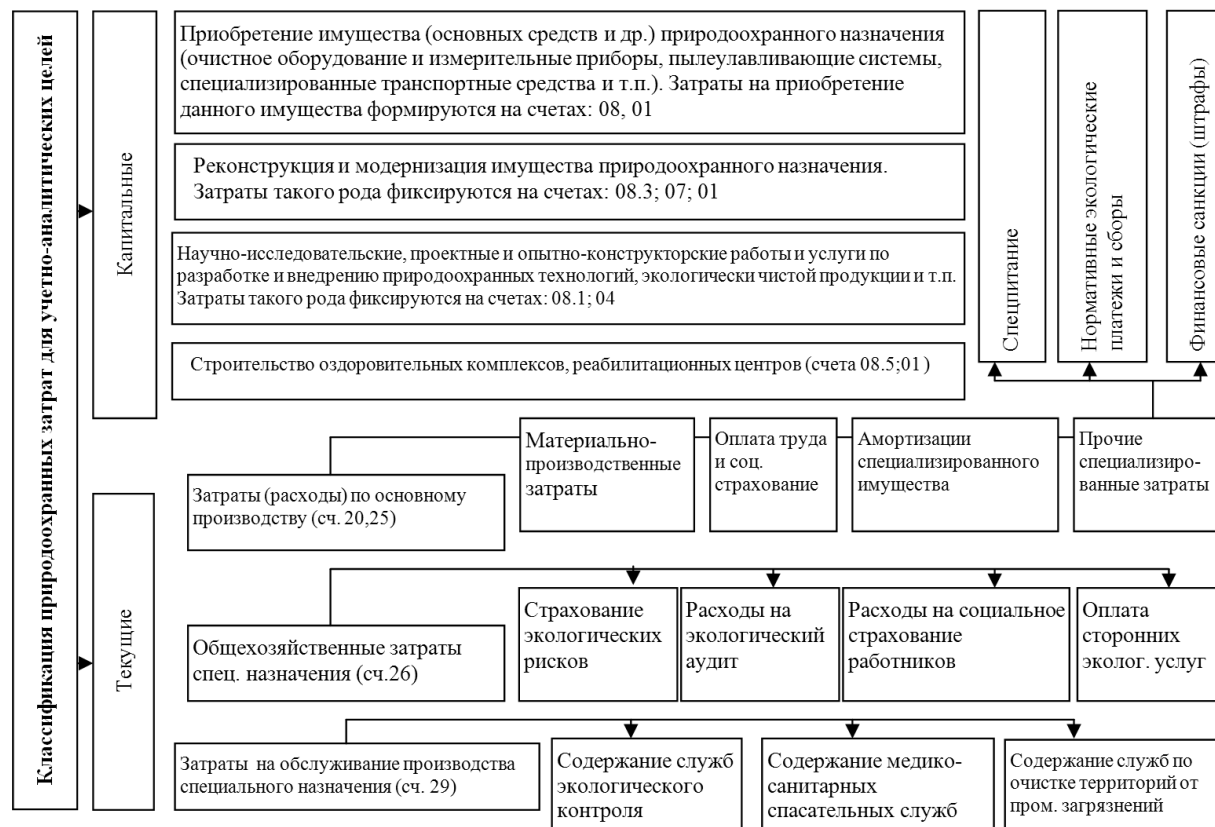 Классификация природоохранных затрат для учетно-аналитических целей
Капитальные
Приобретение имущества (основных средств и др.) природоохранного назначения
(очистное оборудование и измерительные приборы, пылеулавливающие системы,
специализированные транспортные средства и т.п.). Затраты на приобретение
данного имущества формируются на счетах: 08, 01
Реконструкция и модернизация имущества природоохранного назначения.
Затраты такого рода фиксируются на счетах: 08.3; 07; 01
Научно-исследовательские, проектные и опытно-конструкторские работы и услуги по
разработке и внедрению природоохранных технологий, экологически чистой продукции и т.п.
Затраты такого рода фиксируются на счетах: 08.1; 04
Строительство оздоровительных комплексов, реабилитационных центров (счета 08.5;01 )
Спецпитание
Нормативные экологические
платежи и сборы
Финансовые санкции (штрафы)
Текущие
Затраты (расходы) по основному
производству (сч. 20,25)
Материально-
производственные
затраты
Оплата труда
и соц.
страхование
Амортизации
специализированного
имущества
Прочие
специализиро-
ванные затраты
Общехозяйственные затраты
спец. назначения (сч.26)
Страхование
экологических
рисков
Расходы на
экологический
аудит
Расходы на социальное
страхование
работников
Оплата
сторонних
эколог. услуг
Затраты на обслуживание производства
специального назначения (сч. 29)
Содержание служб
экологического
контроля
Содержание медико-
санитарных
спасательных служб
Содержание служб по
очистке территорий от
пром. загрязнений